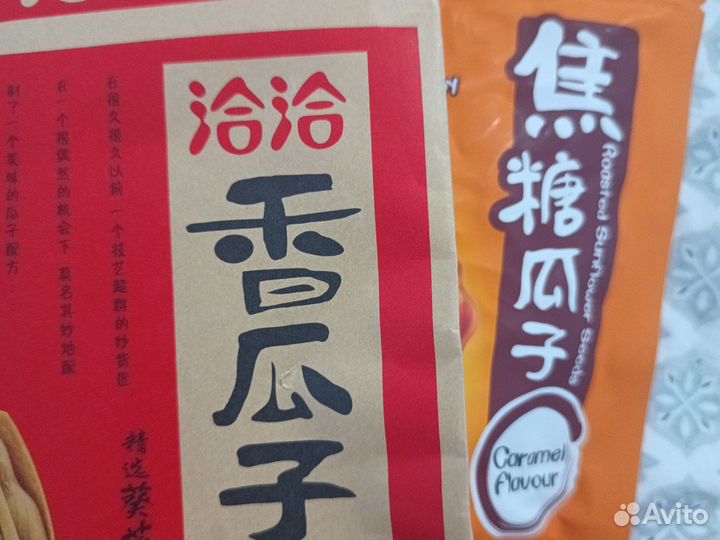 洽洽
香瓜子
在很久很久以前 一个技艺超群的炒货匠
在一个很偶然的机会下 莫名其妙地配
制了一个美味的瓜子配方……
精选葵
焦糖瓜子
Roasted Sunflower Seeds
Caramel
flavour
Avito